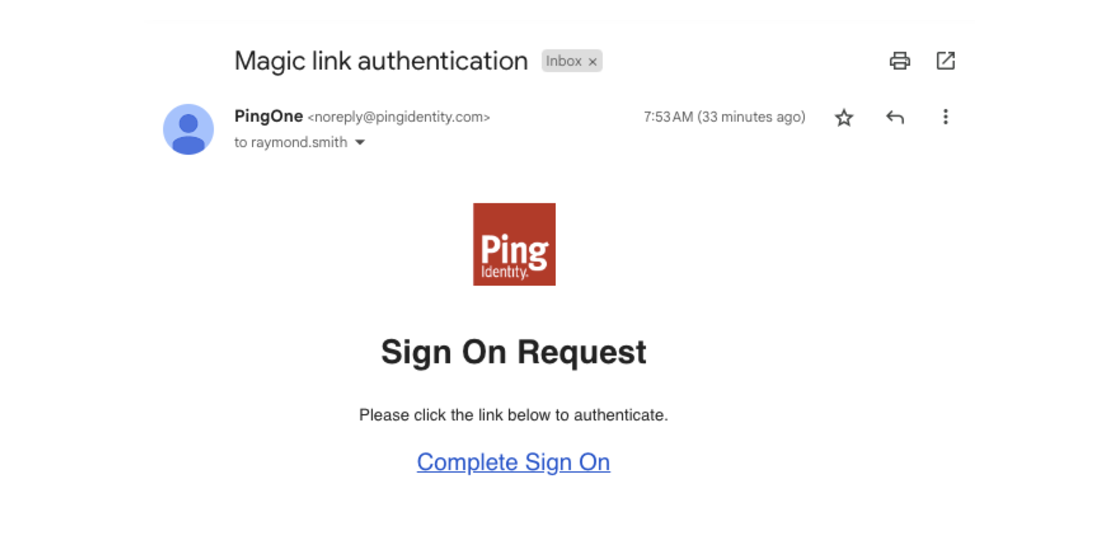 Magic link authentication Inbox ×
PingOne <noreply@pingidentity.com> 7:53 AM (33 minutes ago)
to raymond.smith
Ping
Identity.
Sign On Request
Please click the link below to authenticate.
Complete Sign On